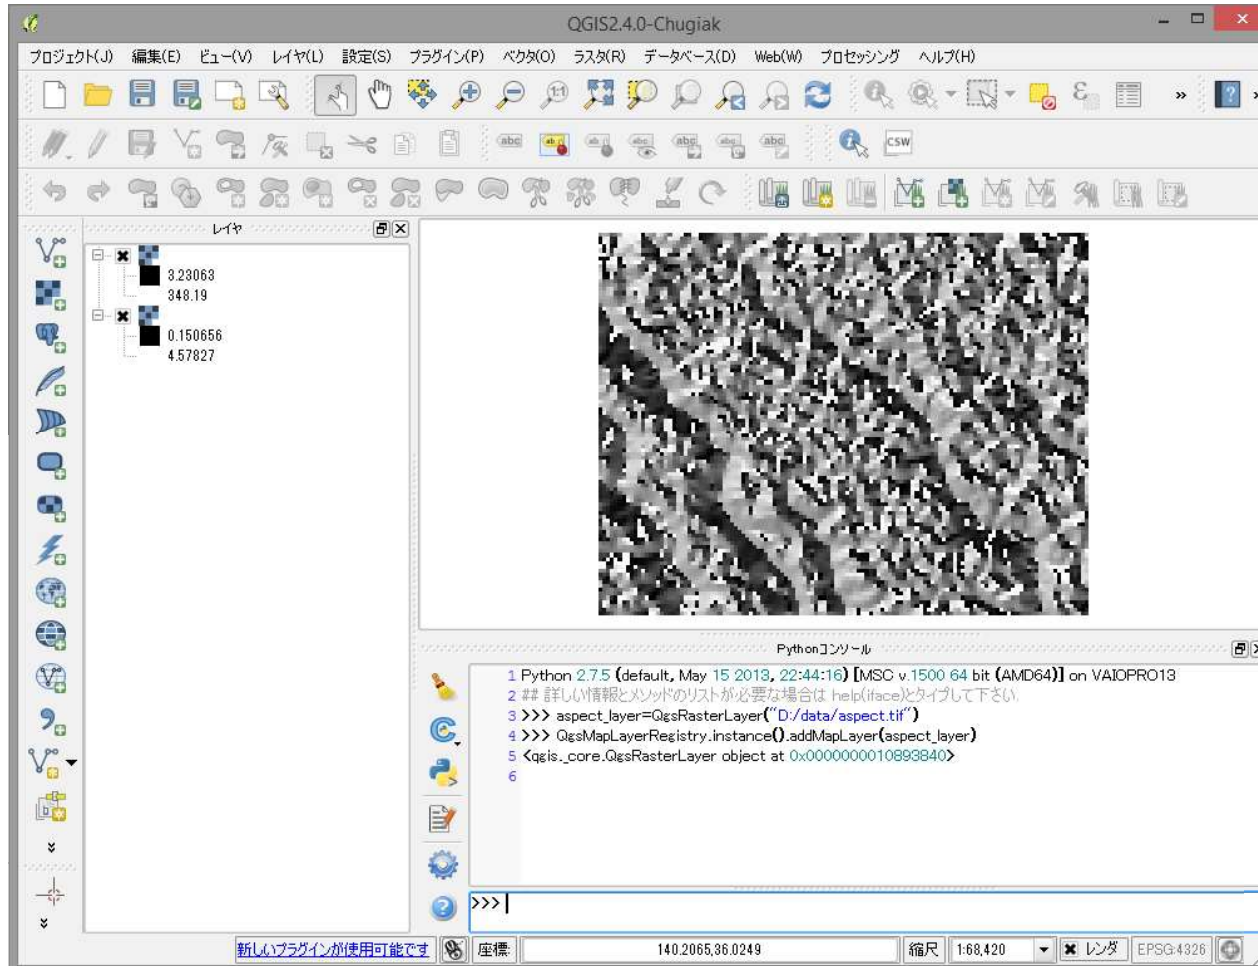 QGIS2.4.0-Chugiak
プロジェクト(J) 編集(E) ビュー(V) レイヤ(L) 設定(S) プラグイン(P) ベクタ(O) ラスタ(R) データベース(D) Web(W) プロセッシング ヘルプ(H)
CSW
レイヤ
3.23063
348.19
0.150656
4.57827
Pythonコンソール
1 Python 2.7.5 (default, May 15 2013, 22:44:16) [MSC v.1500 64 bit (AMD64)] on VAIOPRO13
2 ## 詳しい情報とメソッドのリストが必要な場合は help(iface)とタイプして下さい.
3 >>> aspect_layer=QgsRasterLayer("D:/data/aspect.tif")
4 >>> QgsMapLayerRegistry.instance().addMapLayer(aspect_layer)
5 <qgis._core.QgsRasterLayer object at 0x0000000010893840>
6
>>>
新しいプラグインが使用可能です 座標: 140.2065,36.0249 縮尺 1:68,420 レンダ EPSG:4326